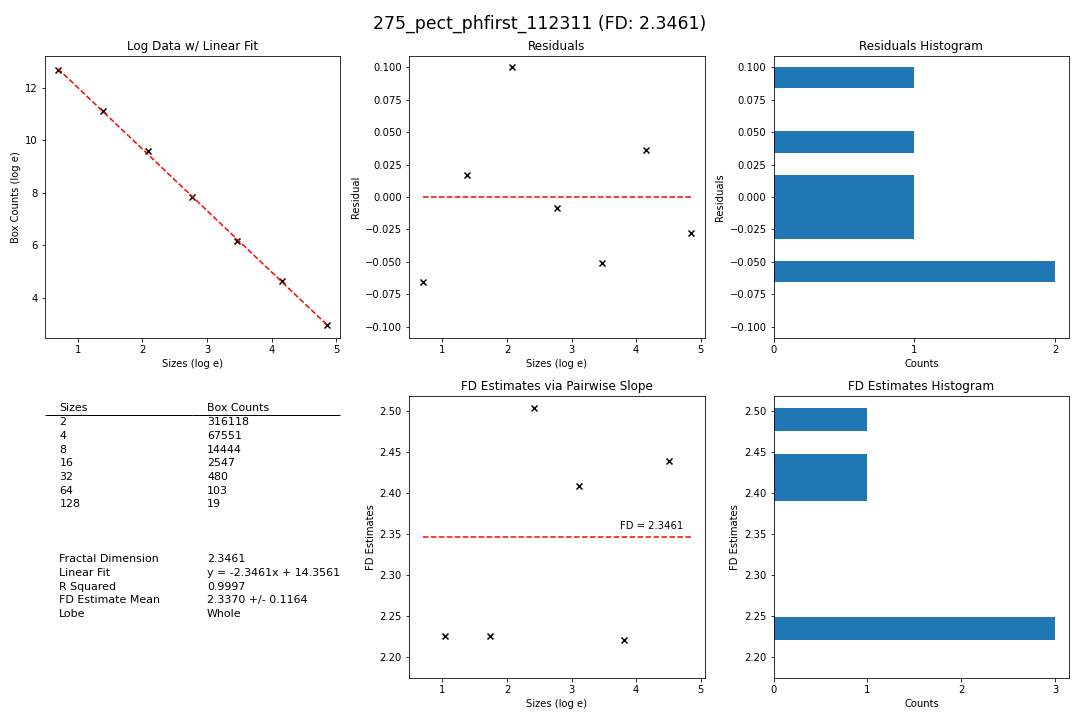 275_pect_phfirst_112311 (FD: 2.3461)
Log Data w/ Linear Fit
12
10
8
6
4
Box Counts (log e)
1 2 3 4 5
Sizes (log e)
Residuals
0.100
0.075
0.050
0.025
0.000
−0.025
−0.050
−0.075
−0.100
Residual
1 2 3 4 5
Sizes (log e)
Residuals Histogram
0.100
0.075
0.050
0.025
0.000
−0.025
−0.050
−0.075
−0.100
Residuals
0 1 2
Counts
Sizes Box Counts
2 316118
4 67551
8 14444
16 2547
32 480
64 103
128 19
Fractal Dimension 2.3461
Linear Fit y = -2.3461x + 14.3561
R Squared 0.9997
FD Estimate Mean 2.3370 +/- 0.1164
Lobe Whole
FD Estimates via Pairwise Slope
2.50
2.45
2.40
2.35
2.30
2.25
2.20
FD Estimates
FD = 2.3461
1 2 3 4 5
Sizes (log e)
FD Estimates Histogram
2.50
2.45
2.40
2.35
2.30
2.25
2.20
FD Estimates
0 1 2 3
Counts